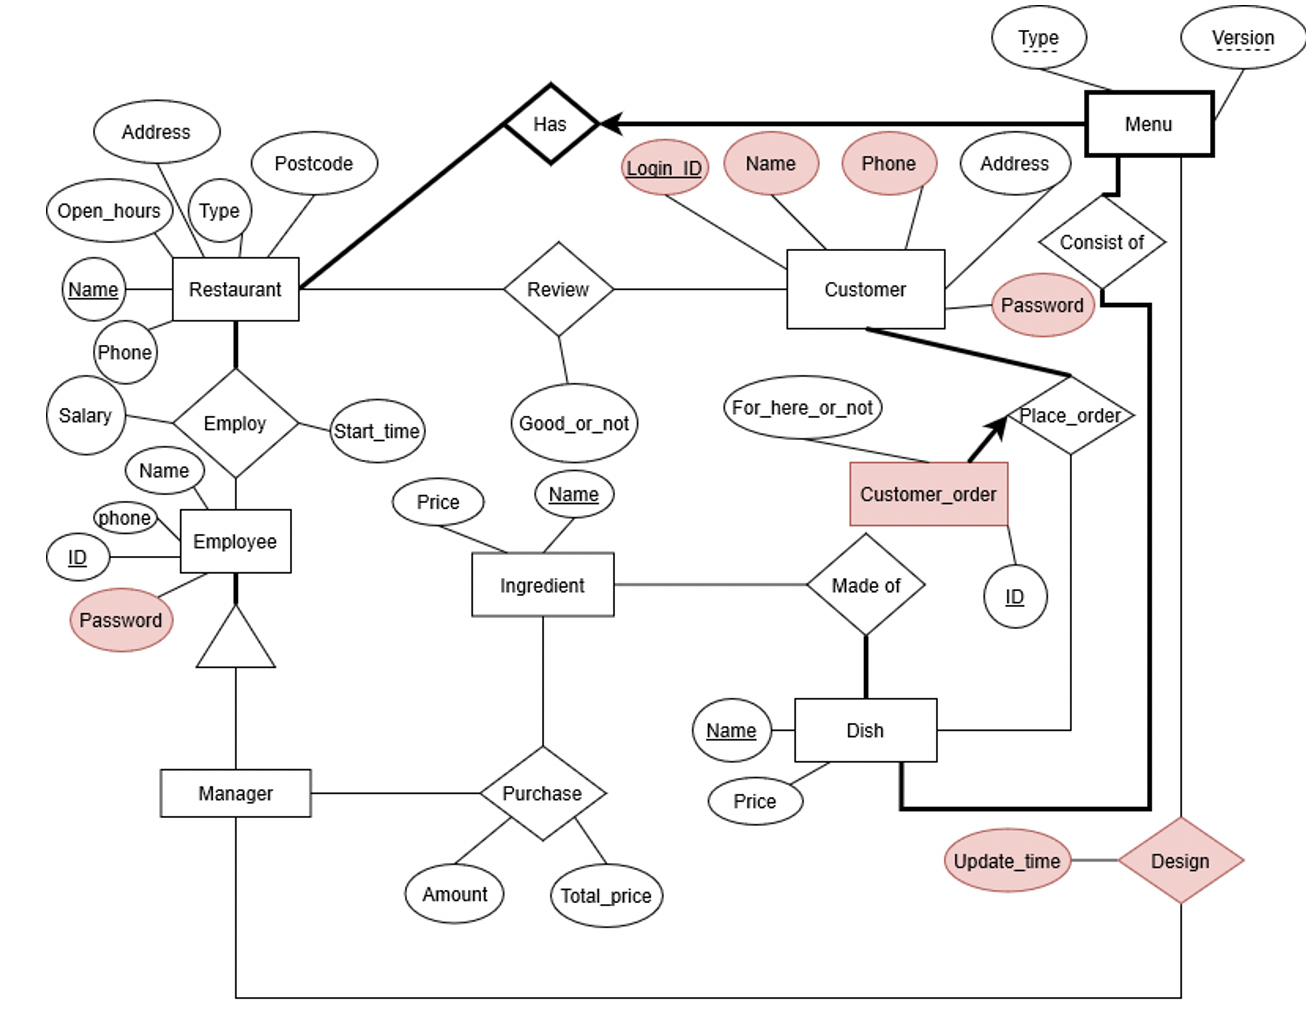 Type
Version
Has
Menu
Address
Postcode
Login_ID
Name
Phone
Address
Open_hours
Type
Consist of
Name
Restaurant
Review
Customer
Password
Phone
Salary
Employ
Start_time
Good_or_not
For_here_or_not
Place_order
Name
Price
Name
Customer_order
phone
Employee
ID
Ingredient
Made of
ID
Password
Name
Dish
Manager
Purchase
Price
Update_time
Design
Amount
Total_price